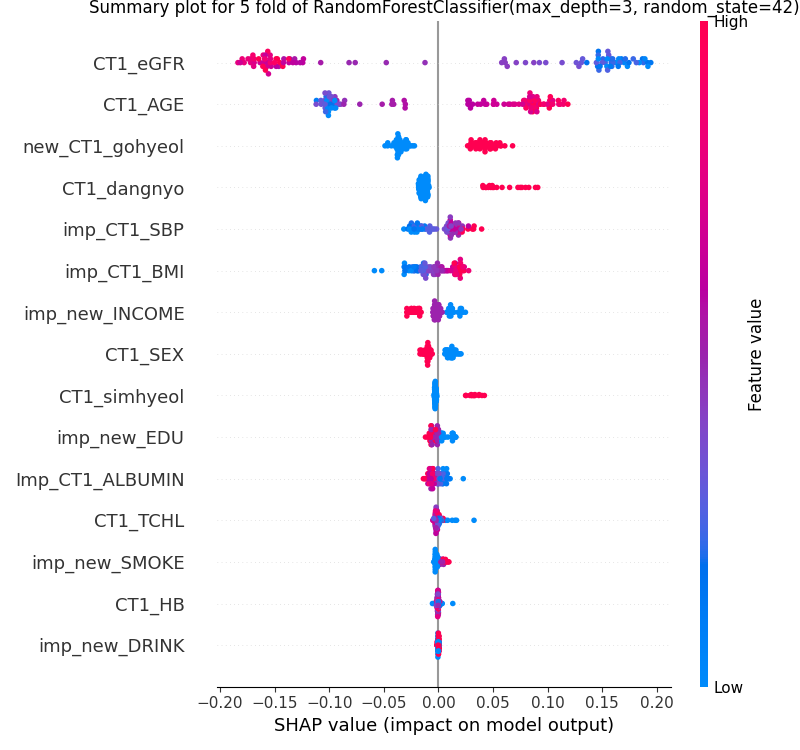 Summary plot for 5 fold of RandomForestClassifier(max_depth=3, random_state=42)
High
CT1_eGFR
CT1_AGE
new_CT1_gohyeol
CT1_dangnyo
imp_CT1_SBP
imp_CT1_BMI
imp_new_INCOME
CT1_SEX
CT1_simhyeol
imp_new_EDU
Imp_CT1_ALBUMIN
CT1_TCHL
imp_new_SMOKE
CT1_HB
imp_new_DRINK
Feature value
Low
−0.20 −0.15 −0.10 −0.05 0.00 0.05 0.10 0.15 0.20
SHAP value (impact on model output)